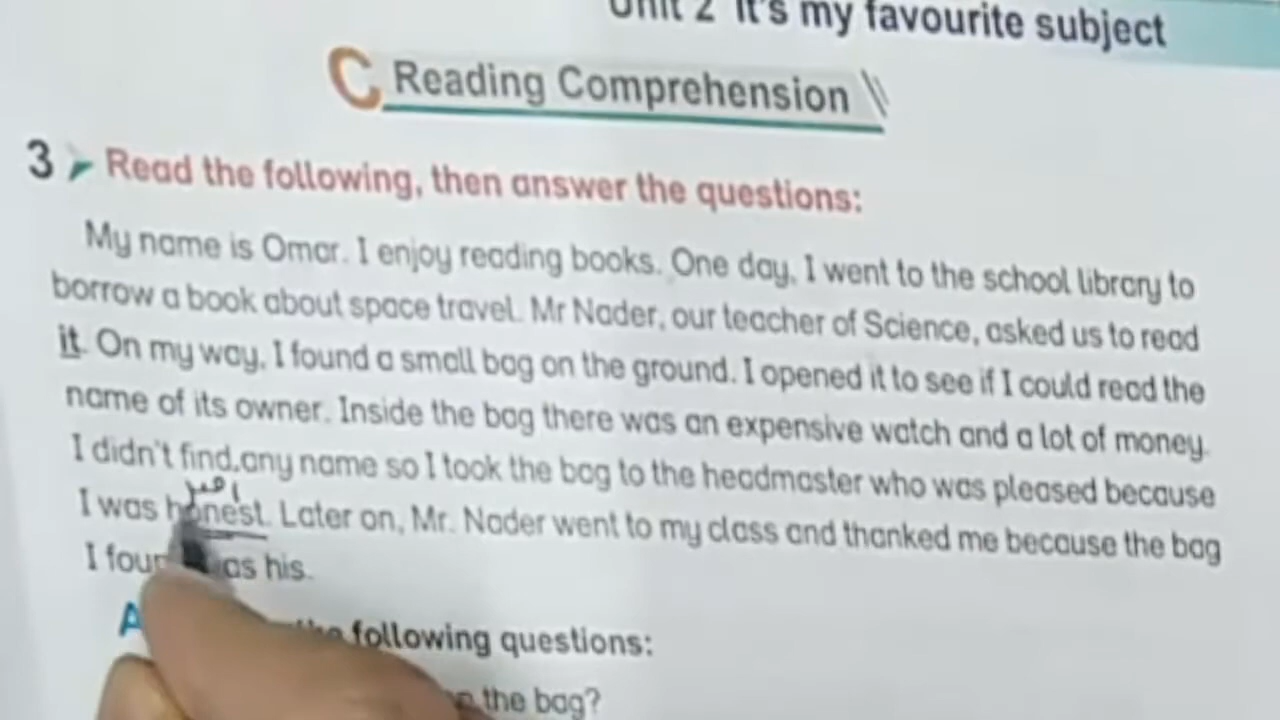 Unit 2 It's my favourite subject
C Reading Comprehension
3 Read the following, then answer the questions:
My name is Omar. I enjoy reading books. One day, I went to the school library to
borrow a book about space travel. Mr Nader, our teacher of Science, asked us to read
it. On my way, I found a small bag on the ground. I opened it to see if I could read the
name of its owner. Inside the bag there was an expensive watch and a lot of money.
I didn't find any name so I took the bag to the headmaster who was pleased because
I was honest. Later on, Mr. Nader went to my class and thanked me because the bag
I his.
A the following questions:
the bag?